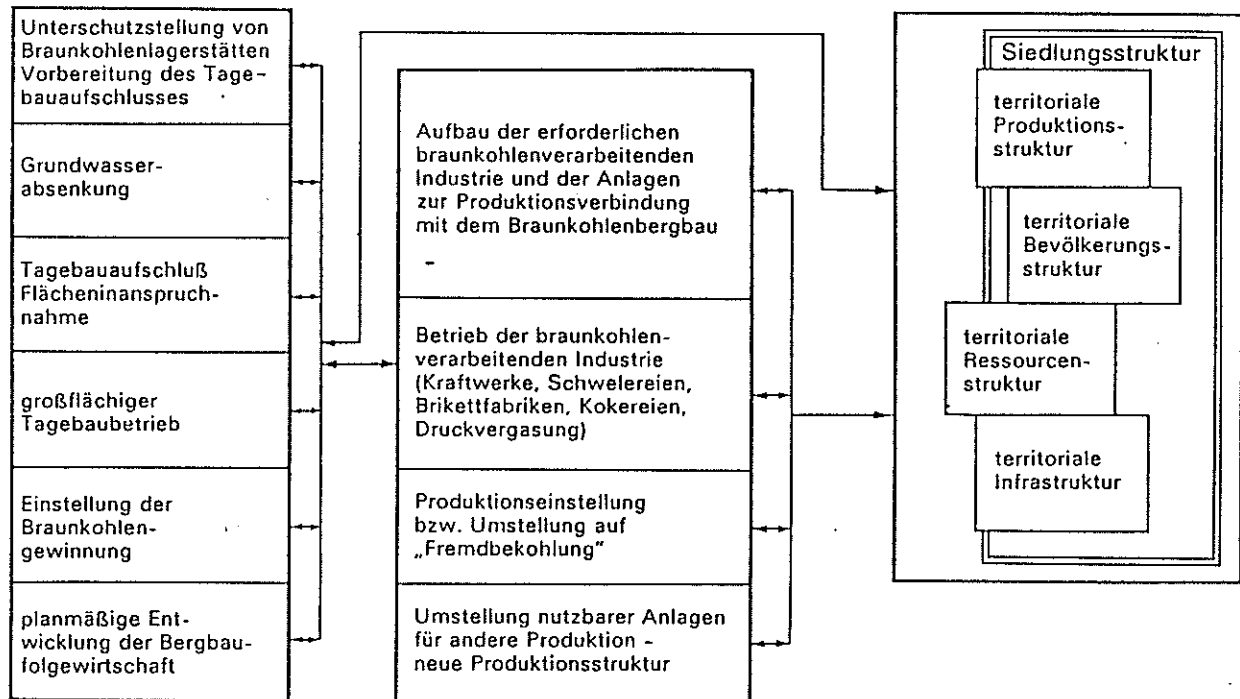 Unterschutzstellung von
Braunkohlenlagerstätten
Vorbereitung des Tage-
bauaufschlusses
Grundwasser-
absenkung
Tagebauaufschluß
Flächeninanspruch-
nahme
großflächiger
Tagebaubetrieb
Einstellung der
Braunkohlen-
gewinnung
planmäßige Ent-
wicklung der Bergbau-
folgewirtschaft
Aufbau der erforderlichen
braunkohlenverarbeitenden
Industrie und der Anlagen
zur Produktionsverbindung
mit dem Braunkohlenbergbau
-
Betrieb der braunkohlen-
verarbeitenden Industrie
(Kraftwerke, Schwelereien,
Brikettfabriken, Kokereien,
Druckvergasung)
Produktionseinstellung
bzw. Umstellung auf
„Fremdbekohlung”
Umstellung nutzbarer Anlagen
für andere Produktion -
neue Produktionsstruktur
Siedlungsstruktur
territoriale
Produktions-
struktur
territoriale
Bevölkerungs-
struktur
territoriale
Ressourcen-
struktur
territoriale
Infrastruktur